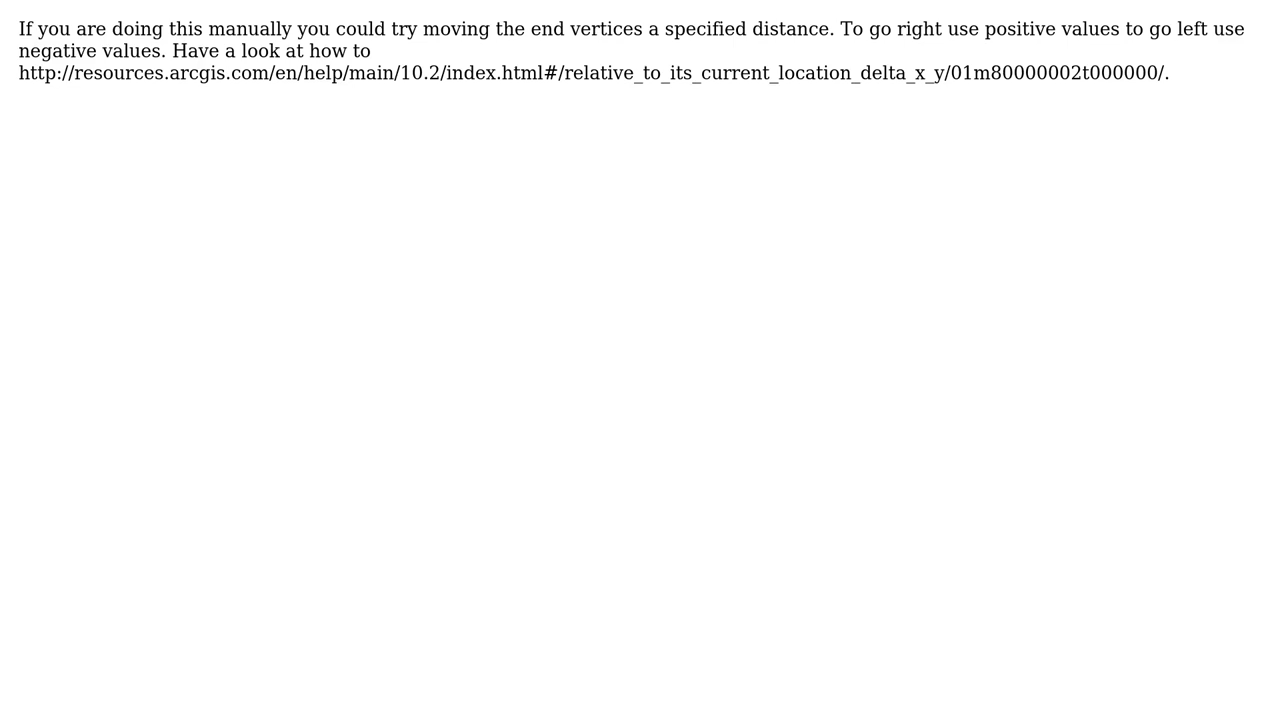 If you are doing this manually you could try moving the end vertices a specified distance. To go right use positive values to go left use
negative values. Have a look at how to
http://resources.arcgis.com/en/help/main/10.2/index.html#/relative_to_its_current_location_delta_x_y/01m80000002t000000/.